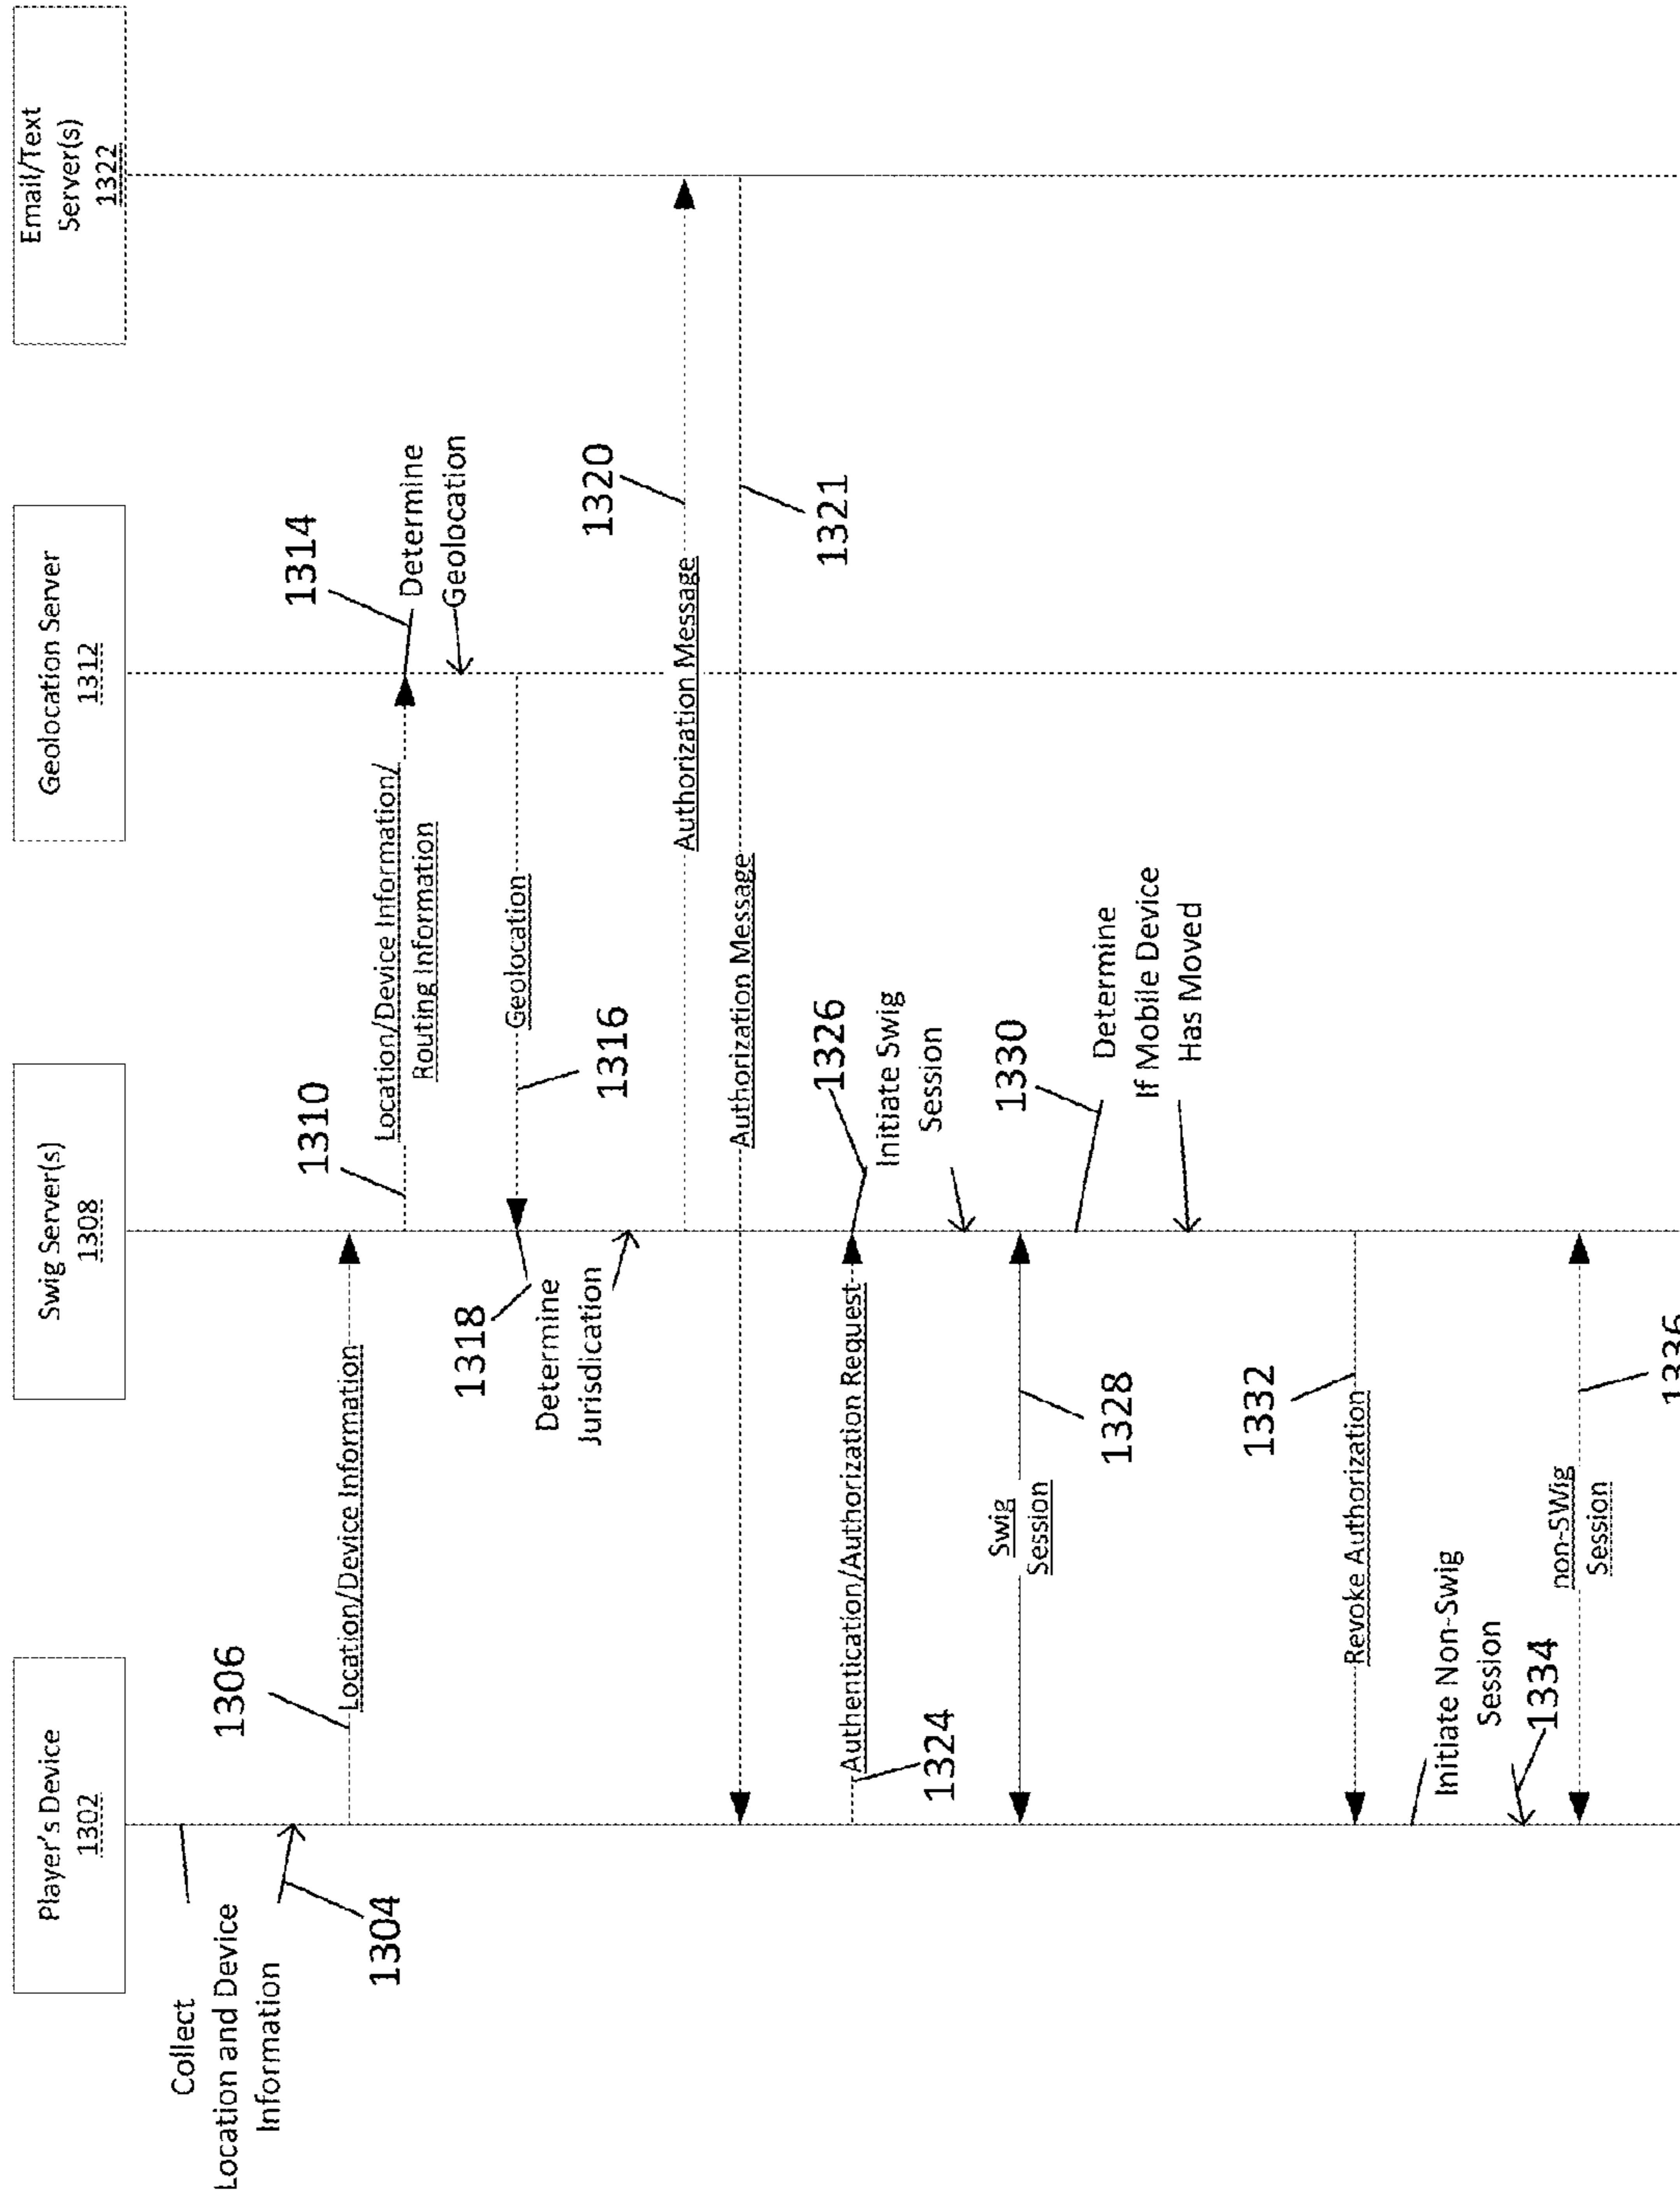 Player's Device
1302
Swig Server(s)
1308
Geolocation Server
1312
Email/Text
Server(s)
1322
Collect
Location and Device
Information
1304
1306
Location/Device Information
1310
Location/Device Information/
Routing Information
1314
Determine
Geolocation
Geolocation
1316
1318
Determine
Jurisdication
1320
Authorization Message
Authorization Message
1321
Authentication/Authorization Request
1324
1326
Initiate Swig
Session
Swig
Session
1328
1330
Determine
If Mobile Device
Has Moved
1332
Revoke Authorization
Initiate Non-Swig
Session
1334
non-SWig
Session
1336